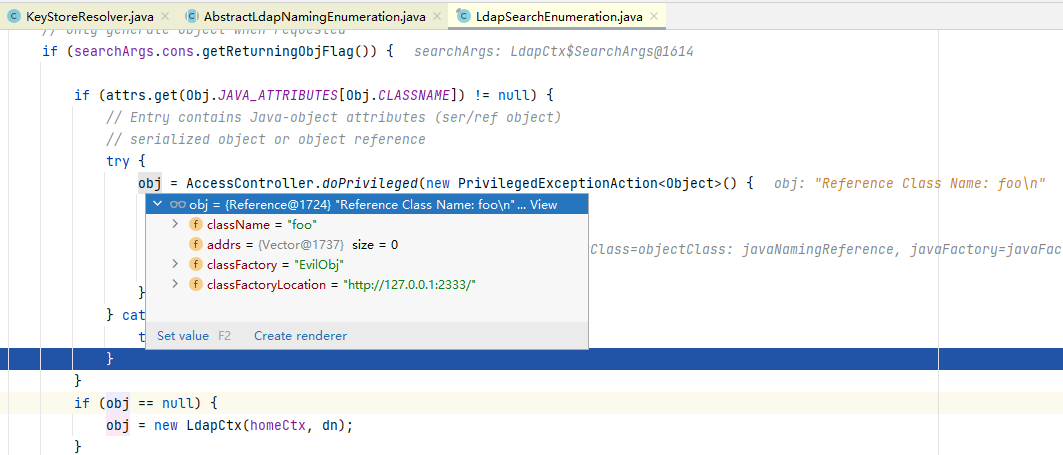 KeyStoreResolver.java AbstractLdapNamingEnumeration.java LdapSearchEnumeration.java
// only generate object when requested
if (searchArgs.cons.getReturningObjFlag()) { searchArgs: LdapCtx$SearchArgs@1614
if (attrs.get(Obj.JAVA_ATTRIBUTES[Obj.CLASSNAME]) != null) {
// Entry contains Java-object attributes (ser/ref object)
// serialized object or object reference
try {
obj = AccessController.doPrivileged(new PrivilegedExceptionAction<Object>() { obj: "Reference Class Name: foo\n"
obj = {Reference@1724} "Reference Class Name: foo\n"... View
className = "foo"
addrs = {Vector@1737} size = 0
Class=objectClass: javaNamingReference, javaFactory=javaFac
classFactory = "EvilObj"
classFactoryLocation = "http://127.0.0.1:2333/"
}
} cat
Set value F2 Create renderer
t
}
}
if (obj == null) {
obj = new LdapCtx(homeCtx, dn);
}